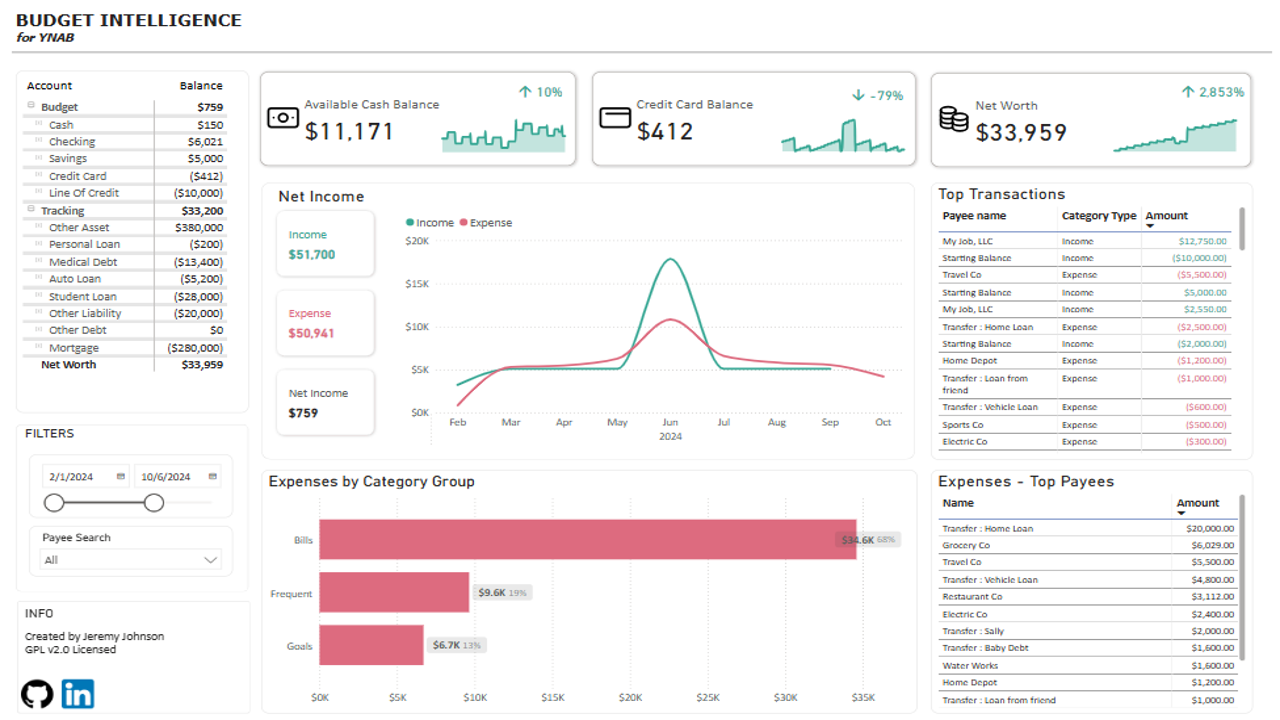 BUDGET INTELLIGENCE
for YNAB
Account Balance
Budget $759
Cash $150
Checking $6,021
Savings $5,000
Credit Card ($412)
Line Of Credit ($10,000)
Tracking $33,200
Other Asset $380,000
Personal Loan ($200)
Medical Debt ($13,400)
Auto Loan ($5,200)
Student Loan ($28,000)
Other Liability ($20,000)
Other Debt $0
Mortgage ($280,000)
Net Worth $33,959
FILTERS
2/1/2024 10/6/2024
Payee Search
All
INFO
Created by Jeremy Johnson
GPL v2.0 Licensed
in
10%
Available Cash Balance
$11,171
-79%
Credit Card Balance
$412
2,853%
Net Worth
$33,959
Net Income
Income
$51,700
Expense
$50,941
Net Income
$759
Income Expense
$20K
$15K
$10K
$5K
$0K
Feb Mar Apr May Jun Jul Aug Sep Oct
2024
Top Transactions
Payee name Category Type Amount
My Job, LLC Income $12,750.00
Starting Balance Income ($10,000.00)
Travel Co Expense ($5,500.00)
Starting Balance Income $5,000.00
My Job, LLC Income $2,550.00
Transfer : Home Loan Expense ($2,500.00)
Starting Balance Income ($2,000.00)
Home Depot Expense ($1,200.00)
Transfer : Loan from Expense ($1,000.00)
friend
Transfer : Vehicle Loan Expense ($600.00)
Sports Co Expense ($500.00)
Electric Co Expense ($300.00)
Expenses by Category Group
Bills $34.6K 68%
Frequent $9.6K 19%
Goals $6.7K 13%
$0K $5K $10K $15K $20K $25K $30K $35K
Expenses - Top Payees
Name Amount
Transfer : Home Loan $20,000.00
Grocery Co $6,029.00
Travel Co $5,500.00
Transfer : Vehicle Loan $4,800.00
Restaurant Co $3,112.00
Electric Co $2,400.00
Transfer : Sally $2,000.00
Transfer : Baby Debt $1,600.00
Water Works $1,600.00
Home Depot $1,200.00
Transfer : Loan from friend $1,000.00